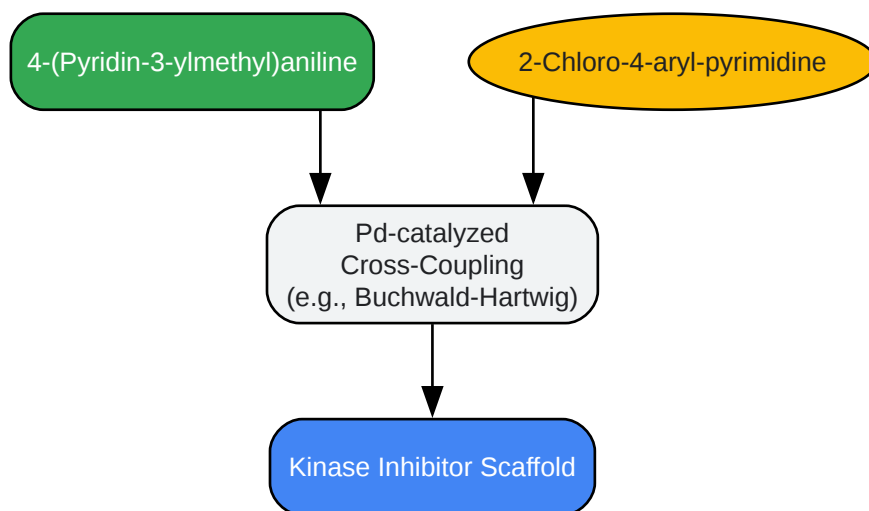 4-(Pyridin-3-ylmethyl)aniline
2-Chloro-4-aryl-pyrimidine
Pd-catalyzed
Cross-Coupling
(e.g., Buchwald-Hartwig)
Kinase Inhibitor Scaffold